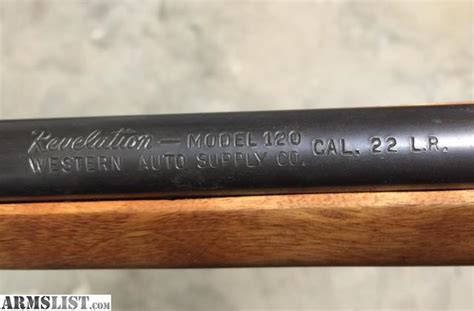 Revelation — MODEL 120
WESTERN AUTO SUPPLY CO. CAL. 22 L.R.
ARMSLIST.com